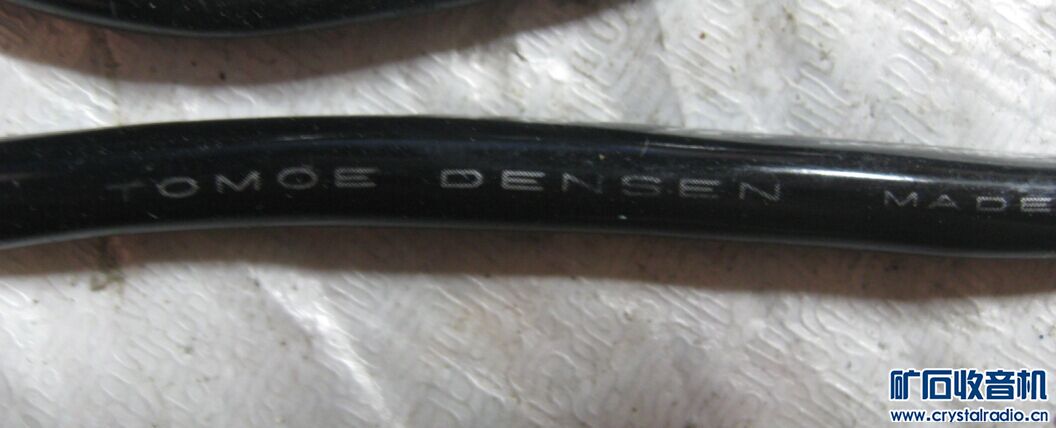 TOMOE DENSEN MADE
矿石收音机
www.crystalradio.cn